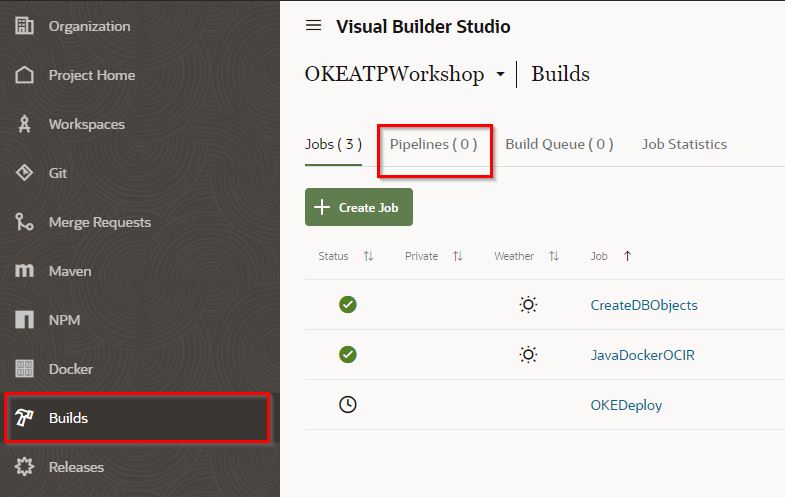 Organization
Project Home
Workspaces
Git
Merge Requests
Maven
NPM
Docker
Builds
Releases
Visual Builder Studio
OKEATPWorkshop Builds
Jobs ( 3 ) Pipelines ( 0 ) Build Queue ( 0 ) Job Statistics
Create Job
Status Private Weather Job
CreateDBObjects
JavaDockerOCIR
OKEDeploy